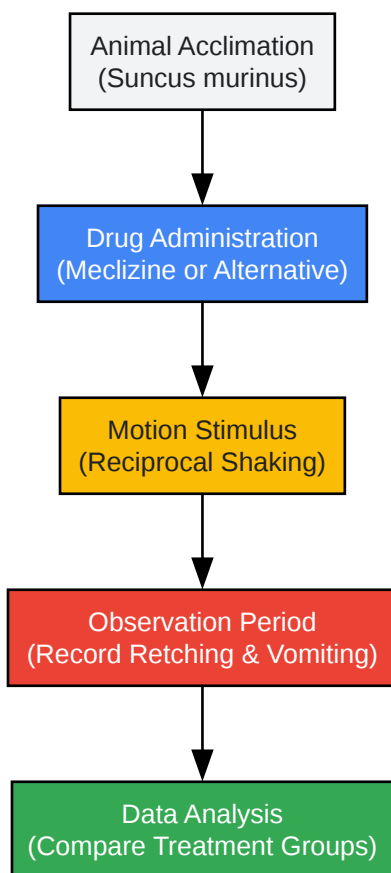 Animal Acclimation
(Suncus murinus)
Drug Administration
(Meclizine or Alternative)
Motion Stimulus
(Reciprocal Shaking)
Observation Period
(Record Retching & Vomiting)
Data Analysis
(Compare Treatment Groups)